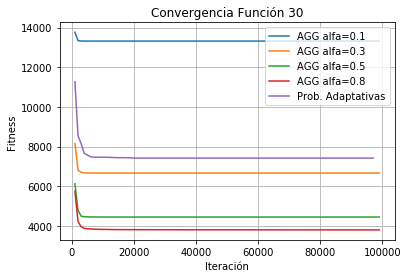 Convergencia Función 30
14000
12000
10000
8000
6000
4000
Fitness
AGG alfa=0.1
AGG alfa=0.3
AGG alfa=0.5
AGG alfa=0.8
Prob. Adaptativas
0
20000
40000
60000
80000
100000
Iteración